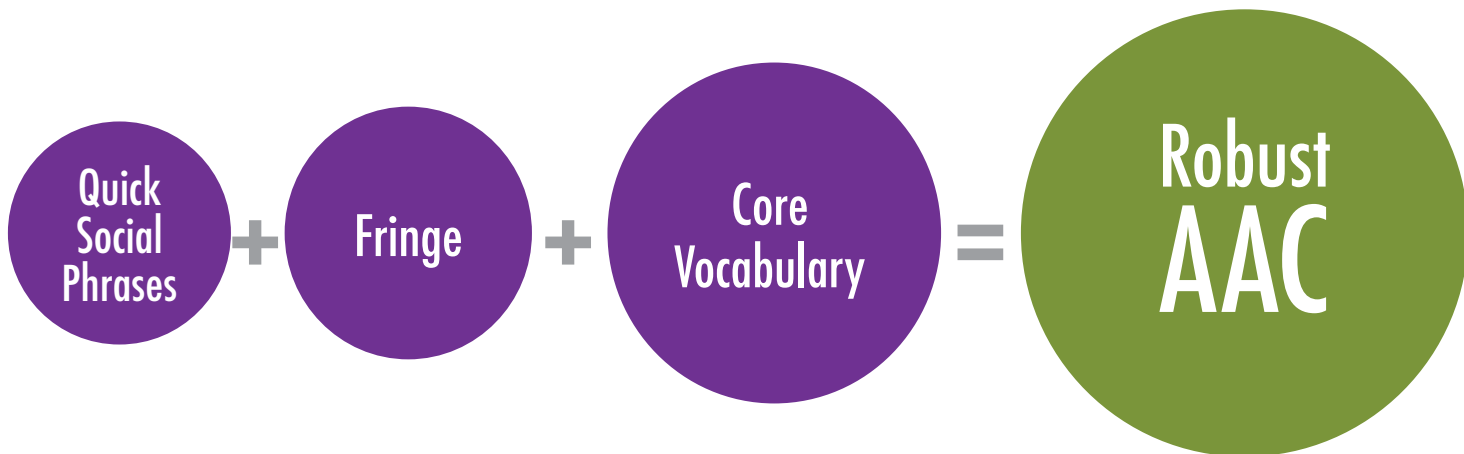 Quick
Social
Phrases
+
Fringe
+
Core
Vocabulary
=
Robust
AAC